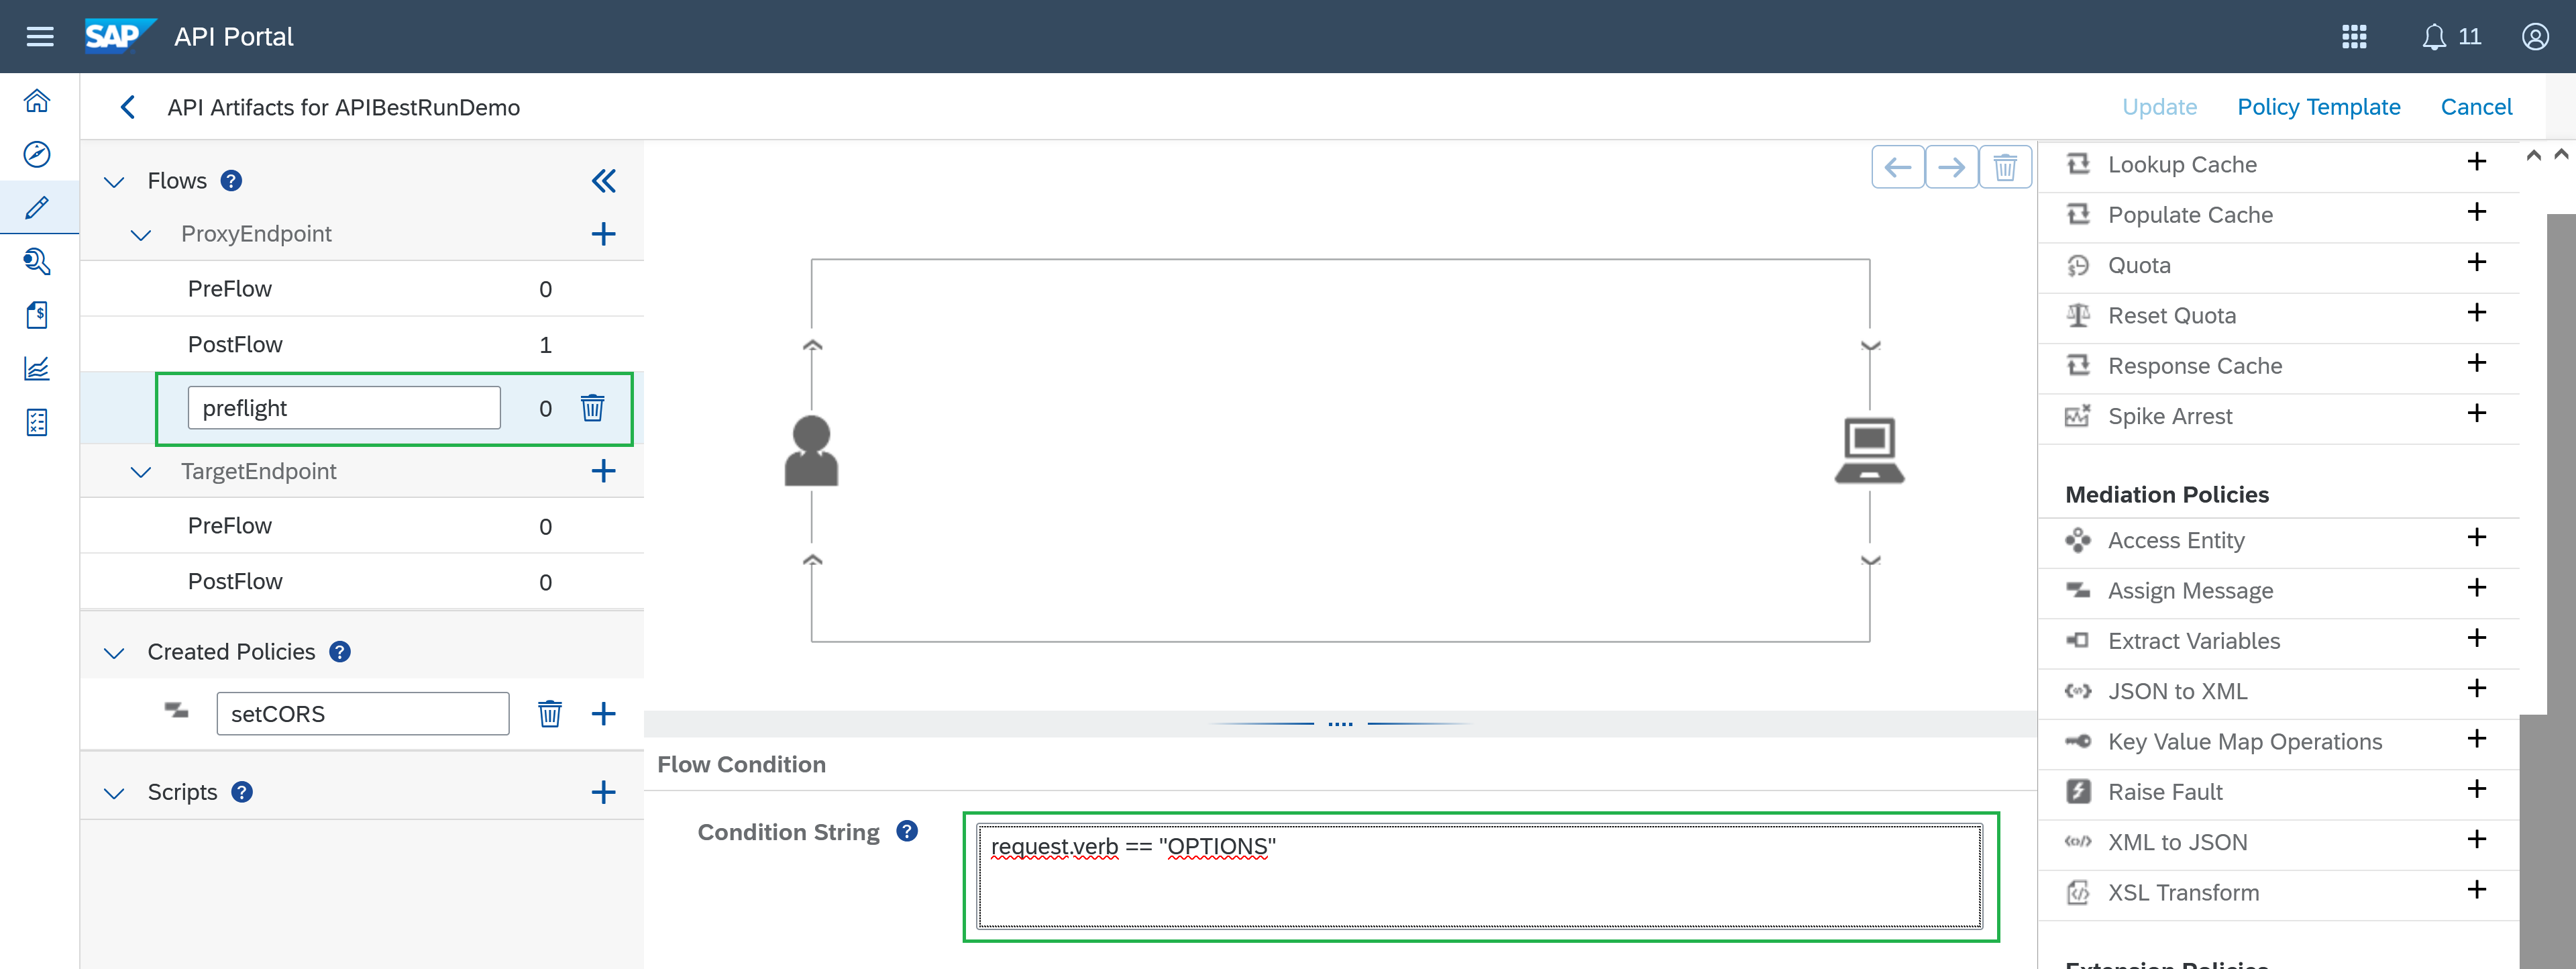 SAP API Portal
11
API Artifacts for APIBestRunDemo
Update Policy Template Cancel
Flows ?
ProxyEndpoint
PreFlow 0
PostFlow 1
preflight 0
TargetEndpoint
PreFlow 0
PostFlow 0
Created Policies ?
setCORS
Scripts ?
Flow Condition
Condition String ?
request.verb == "OPTIONS"
Lookup Cache
Populate Cache
Quota
Reset Quota
Response Cache
Spike Arrest
Mediation Policies
Access Entity
Assign Message
Extract Variables
JSON to XML
Key Value Map Operations
Raise Fault
XML to JSON
XSL Transform
Extension Policies